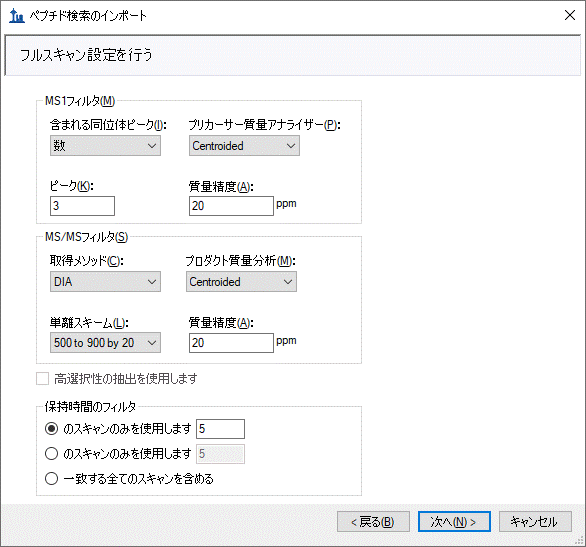 ペプチド検索のインポート
フルスキャン設定を行う
MS1フィルタ(M)
含まれる同位体ピーク(I): プリカーサー質量アナライザー(P):
数 Centroided
ピーク(K): 質量精度(A):
3 20 ppm
MS/MSフィルタ(S)
取得メソッド(C): プロダクト質量分析(M):
DIA Centroided
単離スキーム(L): 質量精度(A):
500 to 900 by 20 20 ppm
高選択性の抽出を使用します
保持時間のフィルタ
のスキャンのみを使用します 5
のスキャンのみを使用します 5
一致する全てのスキャンを含める
< 戻る(B) 次へ(N) > キャンセル